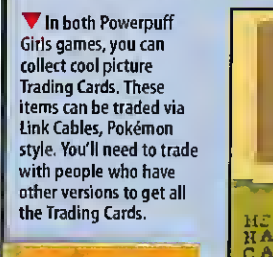 In both Powerpuff
Girls games, you can
collect cool picture
Trading Cards. These
items can be traded via
Link Cables, Pokémon
style. You'll need to trade
with people who have
other versions to get all
the Trading Cards.